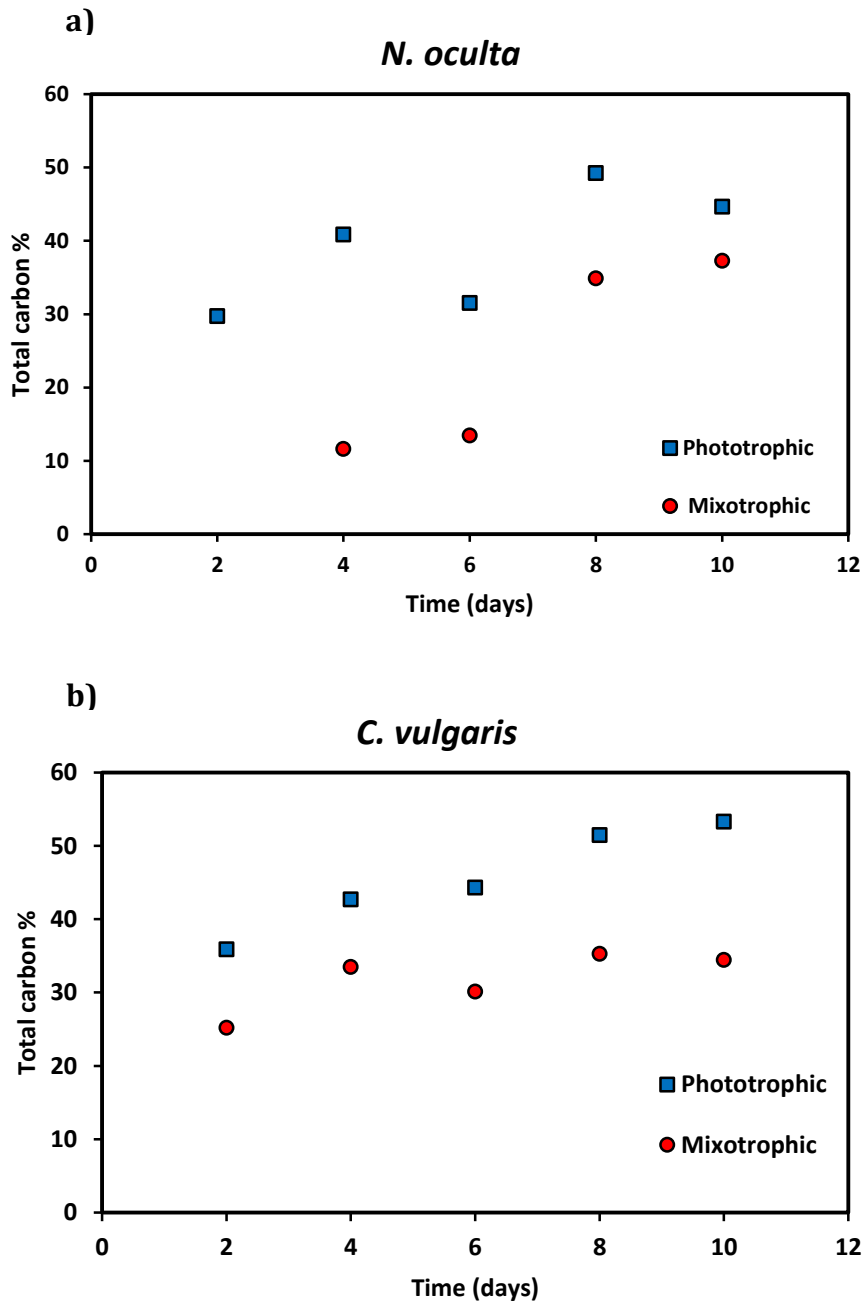 a)
N. oculta
60
50
40
30
20
10
0
Total carbon %
Phototrophic
Mixotrophic
0 2 4 6 8 10 12
Time (days)
b)
C. vulgaris
60
50
40
30
20
10
0
Total carbon %
Phototrophic
Mixotrophic
0 2 4 6 8 10 12
Time (days)